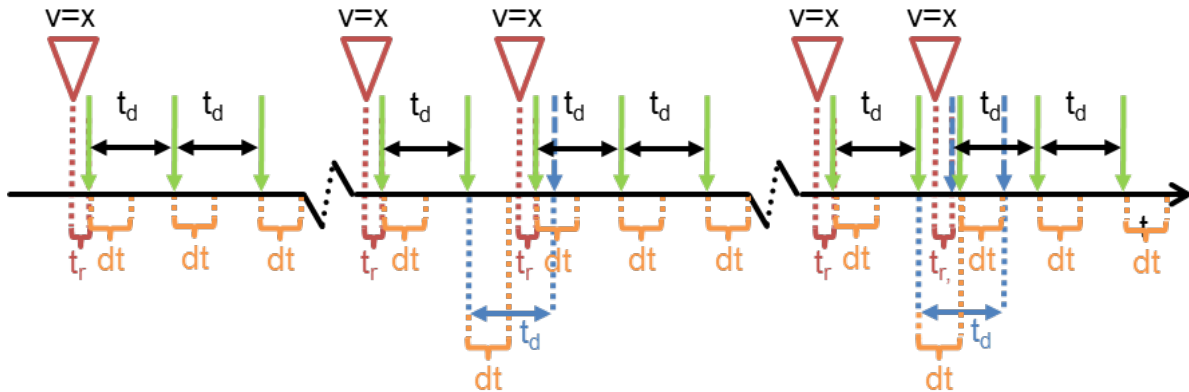 v=x v=x v=x v=x v=x
t_d t_d t_d t_d t_d t_d t_d t_d
t
t_r dt dt dt t_r dt t_r dt dt dt t_r dt t_r, dt dt dt
t_d t_d
dt dt